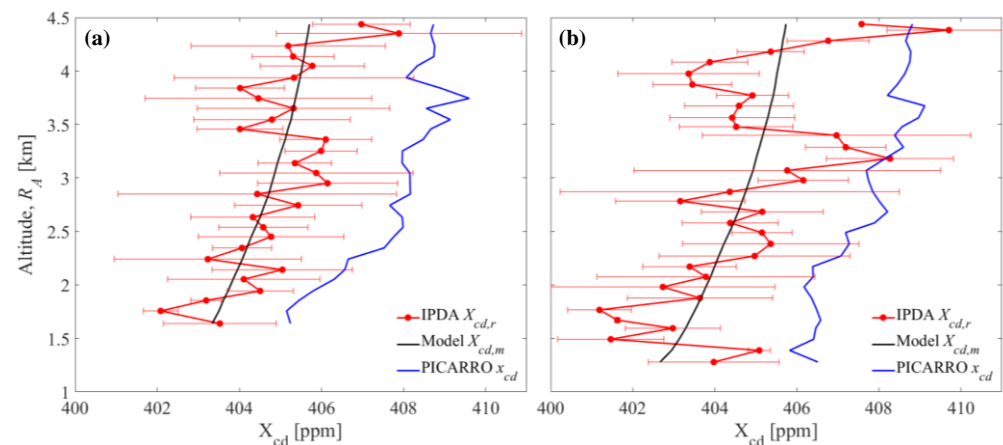 (a)
(b)
4.5
4
3.5
3
2.5
2
1.5
1
Altitude, R_A [km]
IPDA X_cd,r
Model X_cd,m
PICARRO x_cd
IPDA X_cd,r
Model X_cd,m
PICARRO x_cd
400 402 404 406 408 410
400 402 404 406 408 410
X_cd [ppm]
X_cd [ppm]